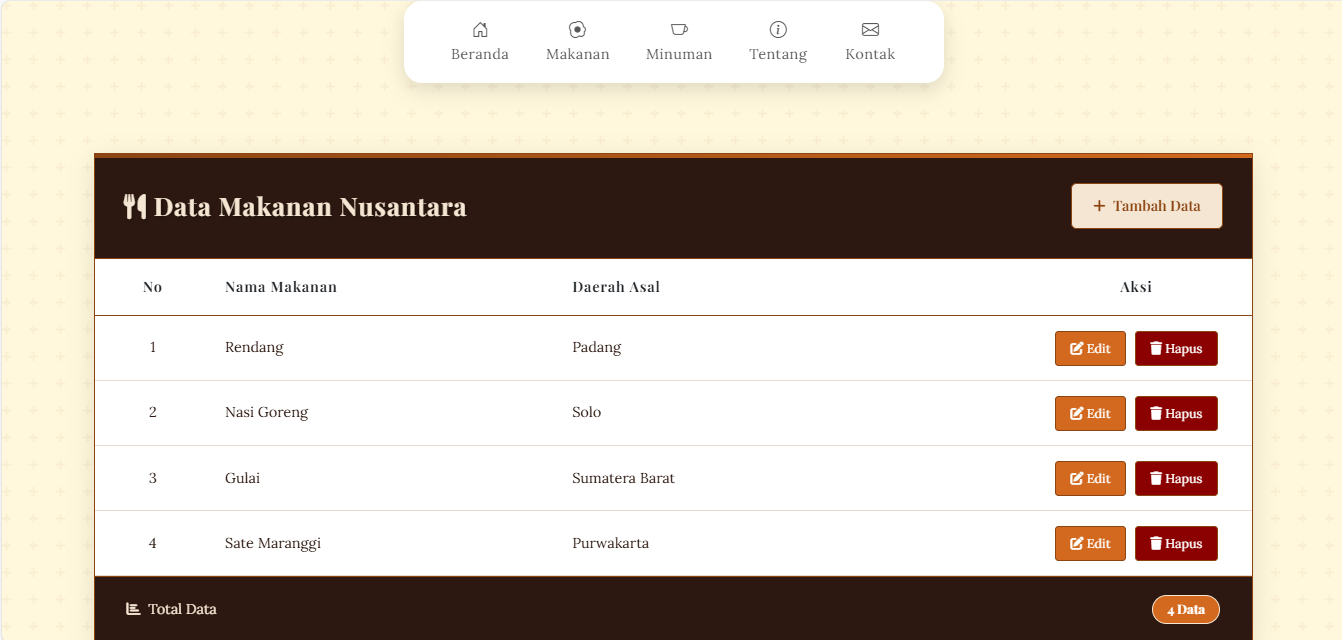 Beranda Makanan Minuman Tentang Kontak
Data Makanan Nusantara
+ Tambah Data
No Nama Makanan Daerah Asal Aksi
1 Rendang Padang Edit Hapus
2 Nasi Goreng Solo Edit Hapus
3 Gulai Sumatera Barat Edit Hapus
4 Sate Maranggi Purwakarta Edit Hapus
Total Data 4 Data